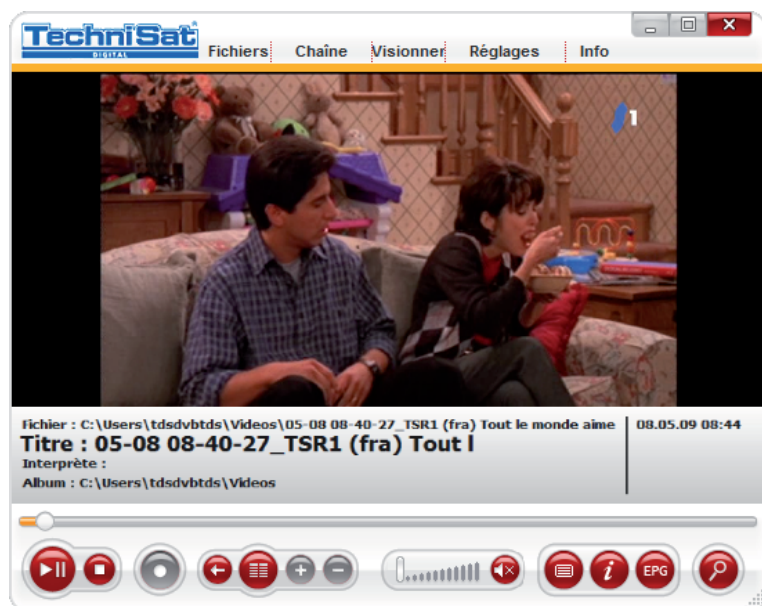 TechniSat
DIGITAL
Fichiers Chaîne Visionner Réglages Info
1
Fichier : C:\Users\tdsdvbtds\Videos\05-08 08-40-27_TSR1 (fra) Tout le monde aime 08.05.09 08:44
Titre : 05-08 08-40-27_TSR1 (fra) Tout l
Interprète :
Album : C:\Users\tdsdvbtds\Videos
EPG